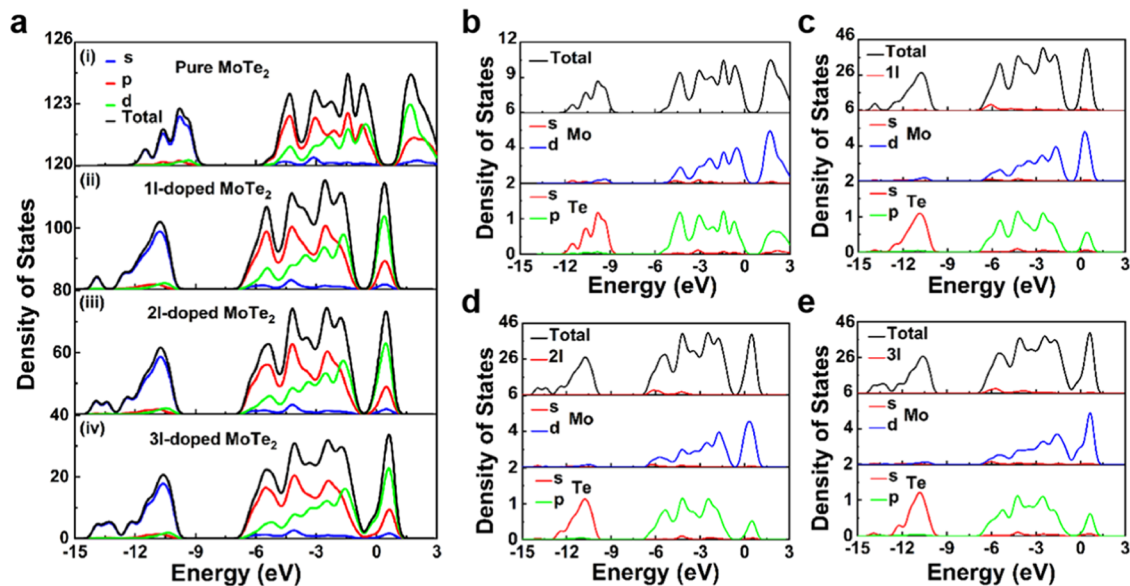 a
126
(i)
s
p
d
Total
Pure MoTe2
123
120
(ii)
1I-doped MoTe2
100
80
(iii)
2I-doped MoTe2
60
40
(iv)
3I-doped MoTe2
20
0
-15 -12 -9 -6 -3 0 3
Energy (eV)
Density of States
b
12
Total
9
6
s
Mo
d
4
2
s
Te
p
1
0
-15 -12 -9 -6 -3 0 3
Energy (eV)
Density of States
c
46
Total
1I
26
6
s
Mo
d
4
2
s
Te
p
1
0
-15 -12 -9 -6 -3 0 3
Energy (eV)
Density of States
d
46
Total
2I
26
6
s
Mo
d
4
2
s
Te
p
1
0
-15 -12 -9 -6 -3 0 3
Energy (eV)
Density of States
e
46
Total
3I
26
6
s
Mo
d
4
2
s
Te
p
1
0
-15 -12 -9 -6 -3 0 3
Energy (eV)
Density of States